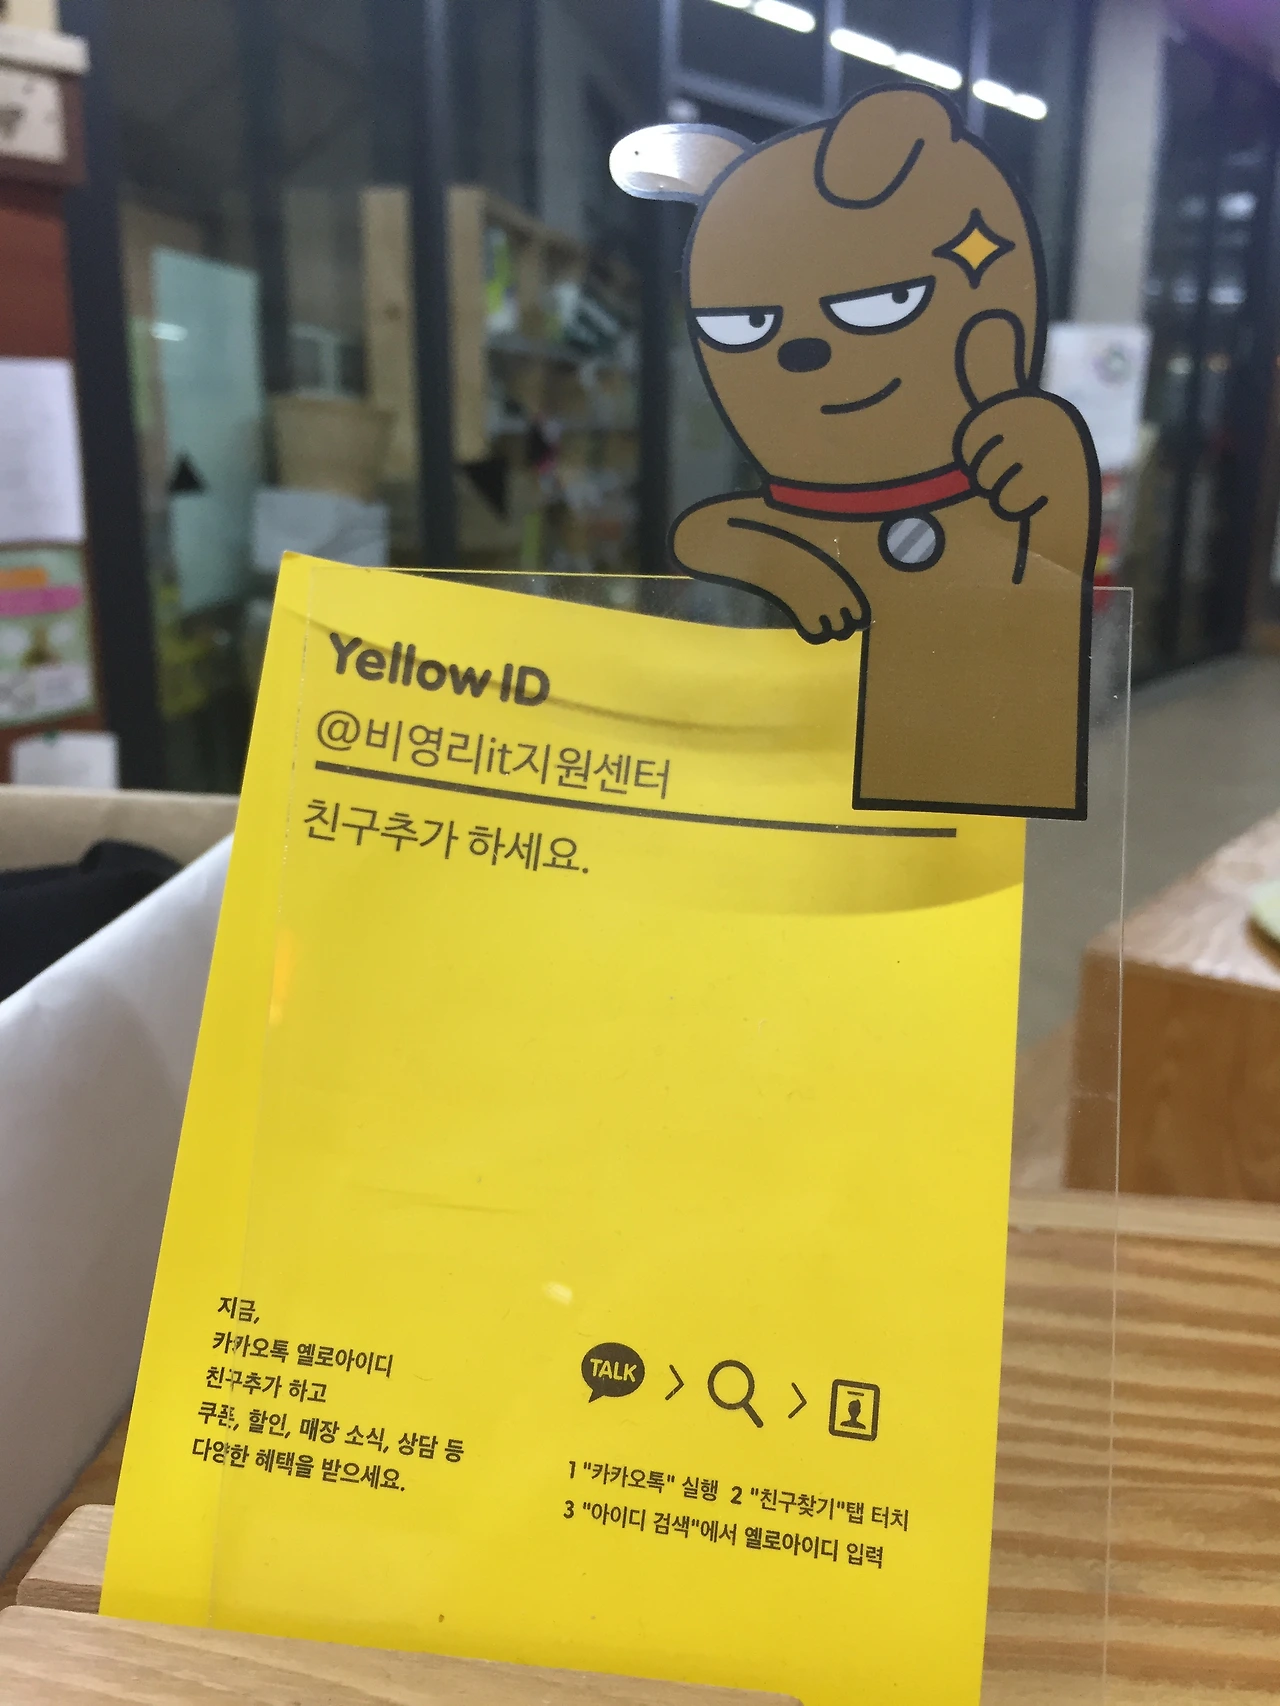 Yellow ID
@비영리it지원센터
친구추가 하세요.
지금,
카카오톡 옐로아이디
친구추가 하고
쿠폰, 할인, 매장 소식, 상담 등
다양한 혜택을 받으세요.
TALK
1 "카카오톡" 실행 2 "친구찾기"탭 터치
3 "아이디 검색"에서 옐로아이디 입력